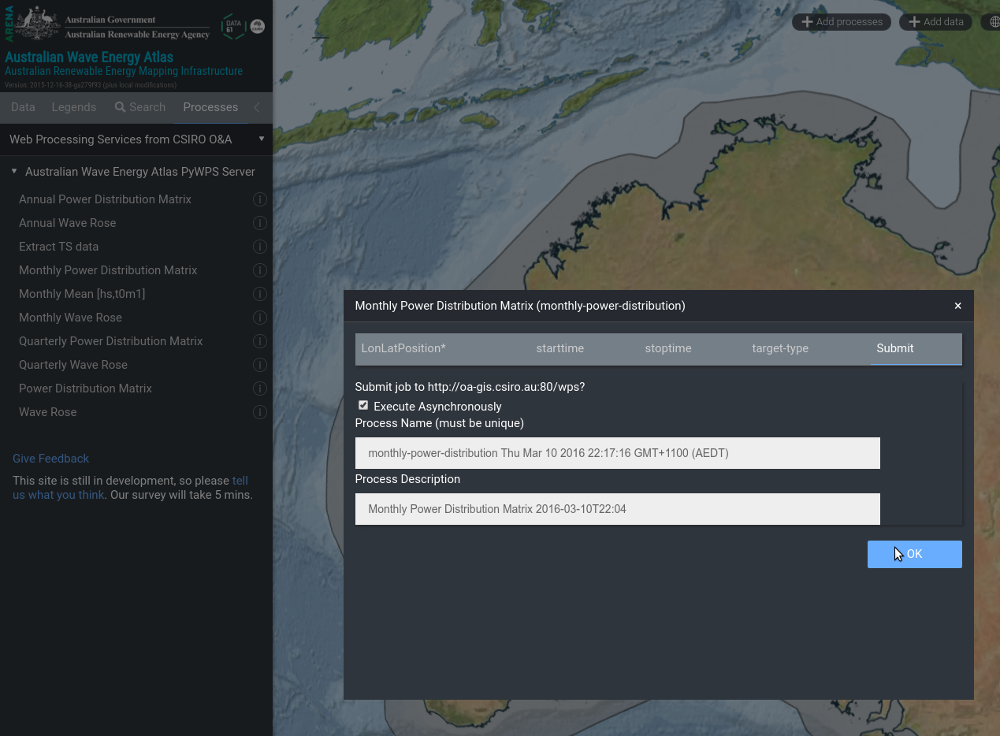 ARENA
Australian Government
Australian Renewable Energy Agency
DATA
61
CSIRO
Australian Wave Energy Atlas
Australian Renewable Energy Mapping Infrastructure
(plus local modifications)
Add processes
Add data
Data Legends Search Processes
Web Processing Services from CSIRO O&A
Australian Wave Energy Atlas PyWPS Server
Annual Power Distribution Matrix
Annual Wave Rose
Extract TS data
Monthly Power Distribution Matrix
Monthly Mean [hs,t0m1]
Monthly Wave Rose
Quarterly Power Distribution Matrix
Quarterly Wave Rose
Power Distribution Matrix
Wave Rose
Give Feedback
This site is still in development, so please tell
us what you think. Our survey will take 5 mins.
Monthly Power Distribution Matrix (monthly-power-distribution) ×
LonLatPosition* starttime stoptime target-type Submit
Submit job to http://oa-gis.csiro.au:80/wps?
Execute Asynchronously
Process Name (must be unique)
monthly-power-distribution Thu Mar 10 2016 22:17:16 GMT+1100 (AEDT)
Process Description
Monthly Power Distribution Matrix 2016-03-10T22:04
OK